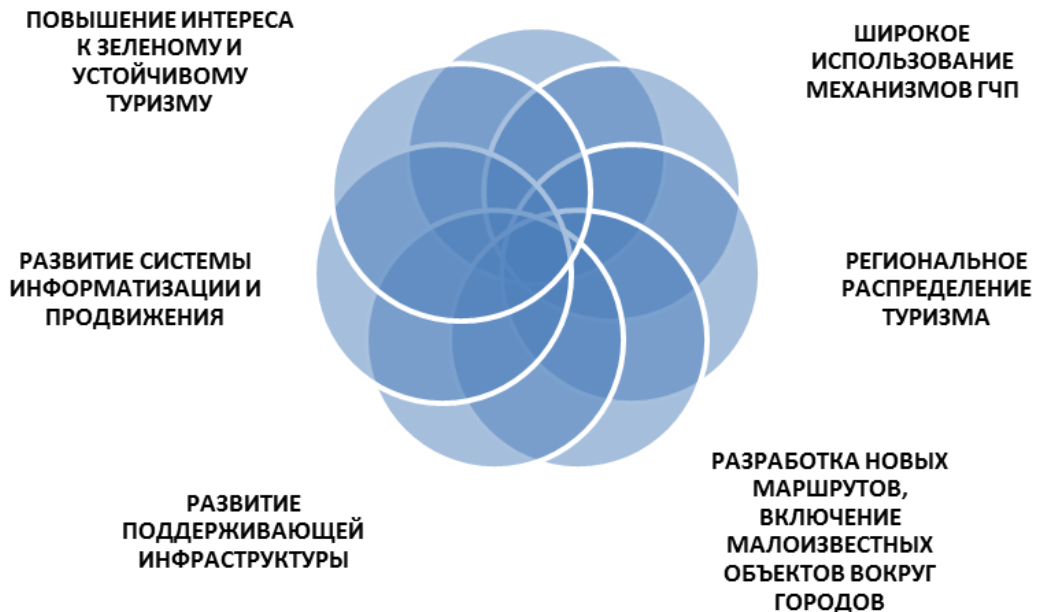 ПОВЫШЕНИЕ ИНТЕРЕСА
К ЗЕЛЕНОМУ И
УСТОЙЧИВОМУ
ТУРИЗМУ
ШИРОКОЕ
ИСПОЛЬЗОВАНИЕ
МЕХАНИЗМОВ ГЧП
РАЗВИТИЕ СИСТЕМЫ
ИНФОРМАТИЗАЦИИ И
ПРОДВИЖЕНИЯ
РЕГИОНАЛЬНОЕ
РАСПРЕДЕЛЕНИЕ
ТУРИЗМА
РАЗВИТИЕ
ПОДДЕРЖИВАЮЩЕЙ
ИНФРАСТРУКТУРЫ
РАЗРАБОТКА НОВЫХ
МАРШРУТОВ,
ВКЛЮЧЕНИЕ
МАЛОИЗВЕСТНЫХ
ОБЪЕКТОВ ВОКРУГ
ГОРОДОВ